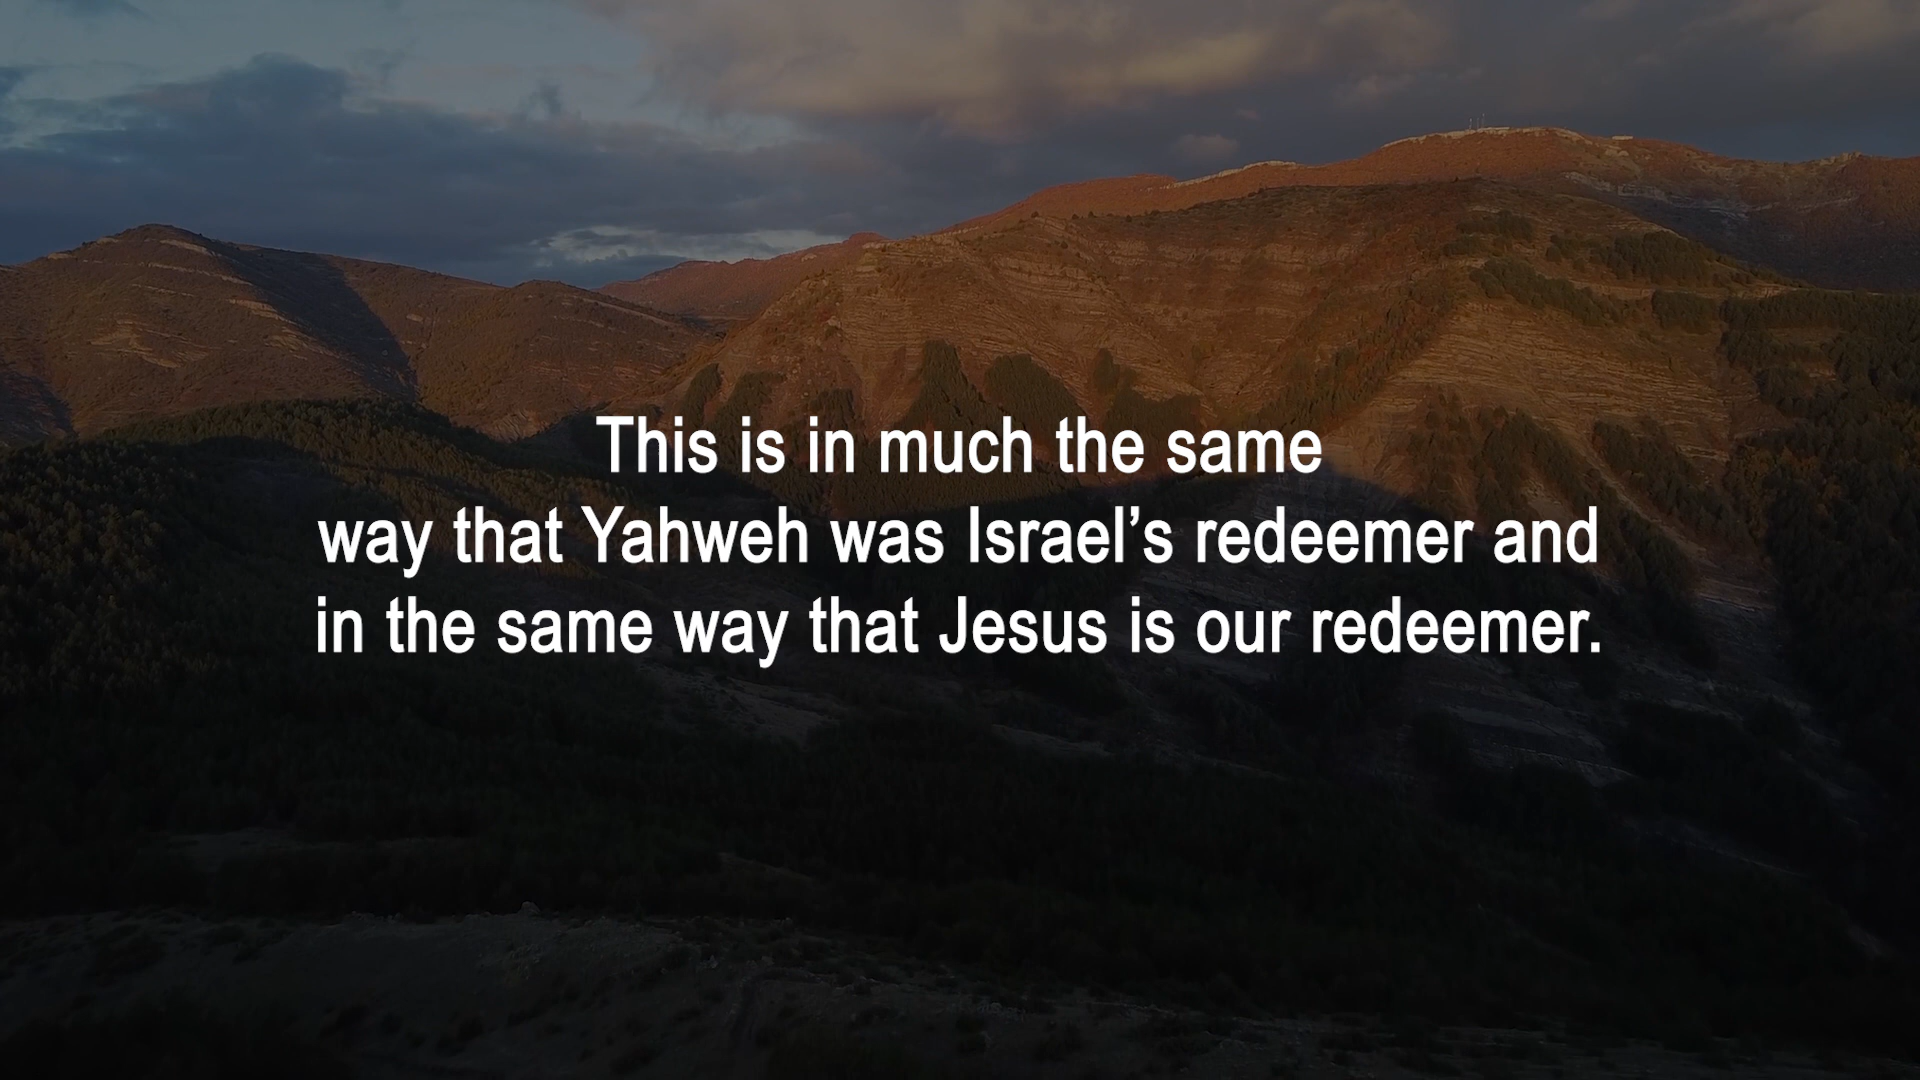 This is in much the same
way that Yahweh was Israel’s redeemer and
in the same way that Jesus is our redeemer.